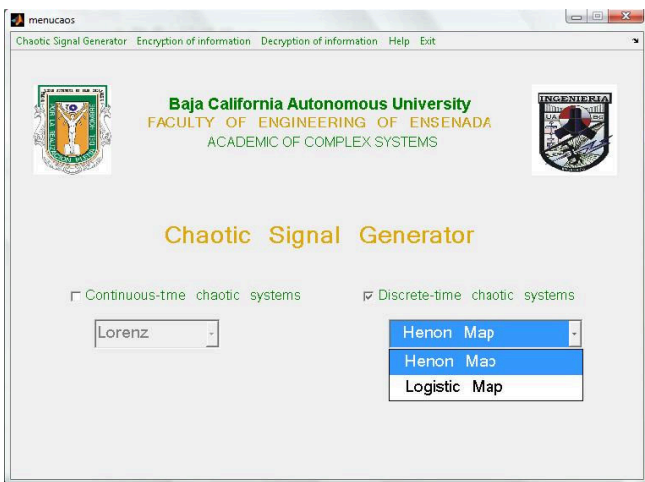 menucaos
Chaotic Signal Generator Encryption of information Decryption of information Help Exit
Baja California Autonomous University
FACULTY OF ENGINEERING OF ENSENADA
ACADEMIC OF COMPLEX SYSTEMS
INGENIERIA
Chaotic Signal Generator
Continuous-tme chaotic systems
Discrete-time chaotic systems
Lorenz
Henon Map
Henon Map
Logistic Map